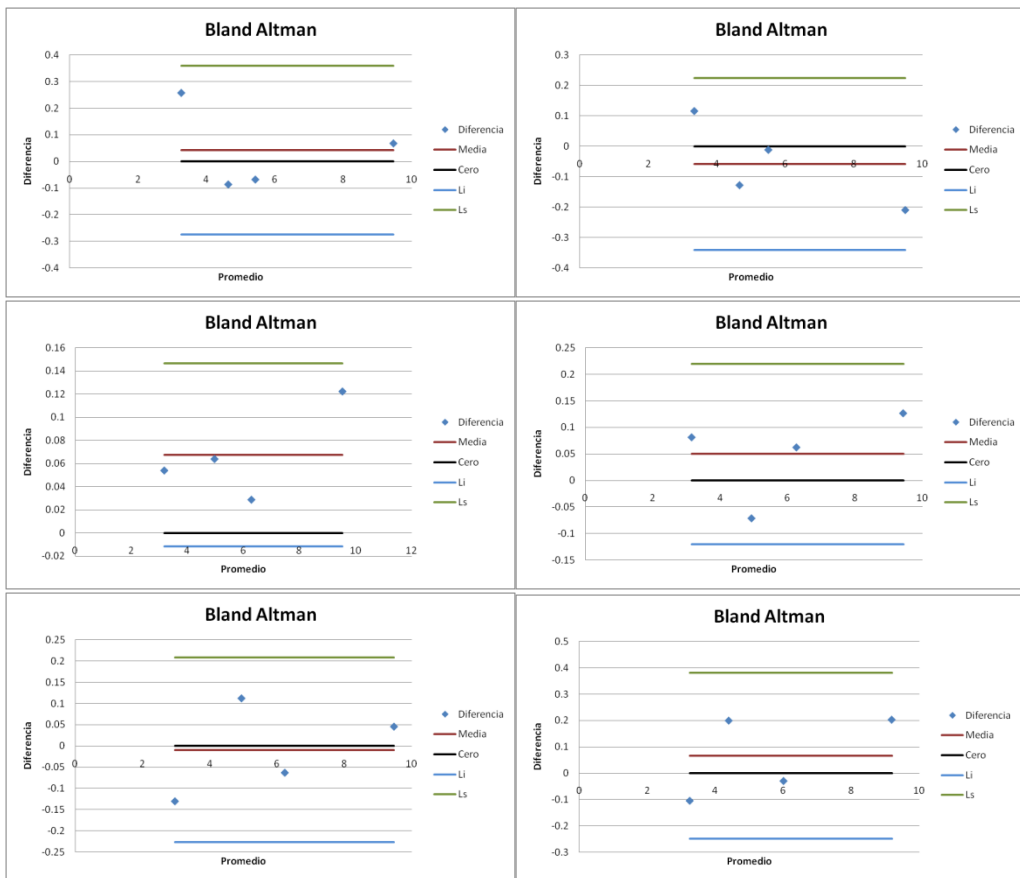 Bland Altman
0.4
0.3
0.2
0.1
0
-0.1
-0.2
-0.3
-0.4
0 2 4 6 8 10
Diferencia
Promedio
Diferencia
Media
Cero
Li
Ls
Bland Altman
0.3
0.2
0.1
0
-0.1
-0.2
-0.3
-0.4
0 2 4 6 8 10
Diferencia
Promedio
Diferencia
Media
Cero
Li
Ls
Bland Altman
0.16
0.14
0.12
0.1
0.08
0.06
0.04
0.02
0
-0.02
2 4 6 8 10 12
Diferencia
Promedio
Diferencia
Media
Cero
Li
Ls
Bland Altman
0.25
0.2
0.15
0.1
0.05
0
-0.05
-0.1
-0.15
0 2 4 6 8 10
Diferencia
Promedio
Diferencia
Media
Cero
Li
Ls
Bland Altman
0.25
0.2
0.15
0.1
0.05
0
-0.05
-0.1
-0.15
-0.2
-0.25
0 2 4 6 8 10
Diferencia
Promedio
Diferencia
Media
Cero
Li
Ls
Bland Altman
0.5
0.4
0.3
0.2
0.1
0
-0.1
-0.2
-0.3
0 2 4 6 8 10
Diferencia
Promedio
Diferencia
Media
Cero
Li
Ls